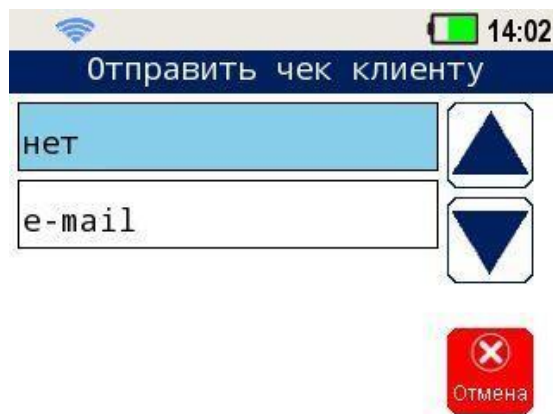 14:02
Отправить чек клиенту
нет
e-mail
Отмена